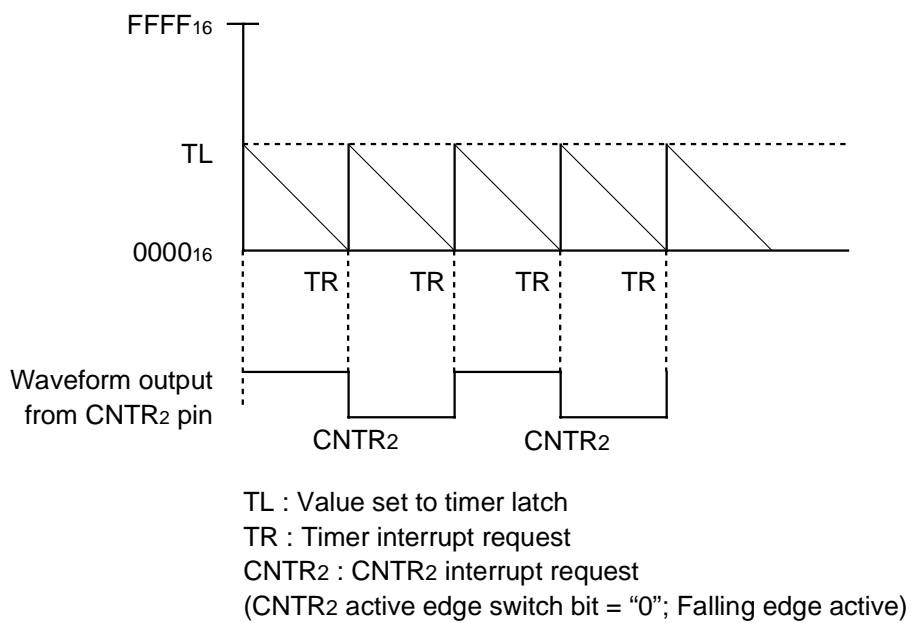 FFFF16
TL
000016
TR TR TR TR
Waveform output
from CNTR2 pin
CNTR2 CNTR2
TL : Value set to timer latch
TR : Timer interrupt request
CNTR2 : CNTR2 interrupt request
(CNTR2 active edge switch bit = “0”; Falling edge active)